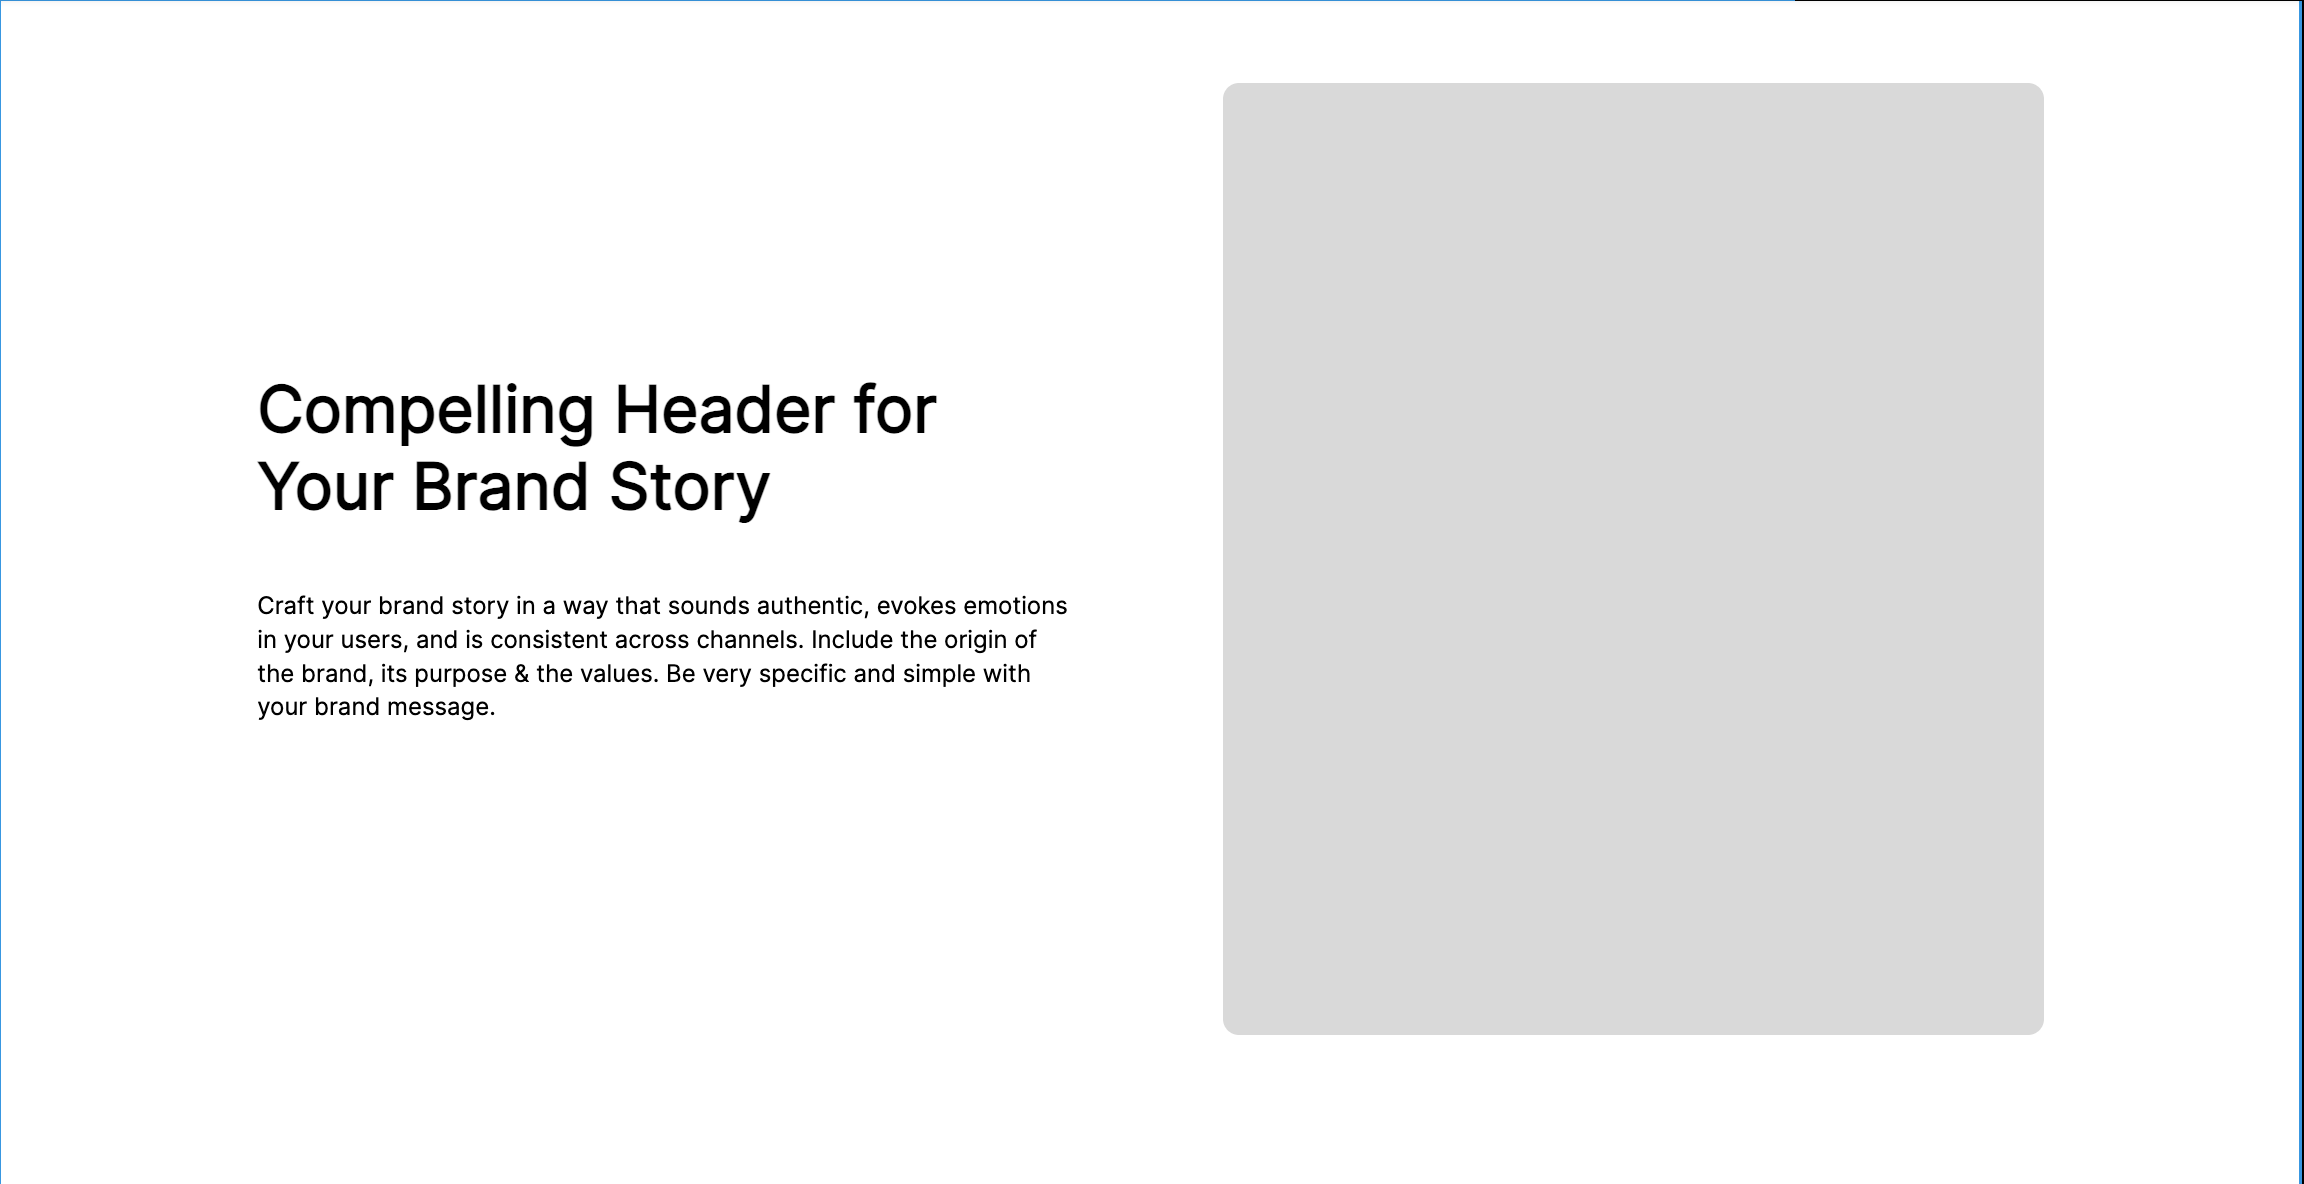 Compelling Header for
Your Brand Story
Craft your brand story in a way that sounds authentic, evokes emotions
in your users, and is consistent across channels. Include the origin of
the brand, its purpose & the values. Be very specific and simple with
your brand message.